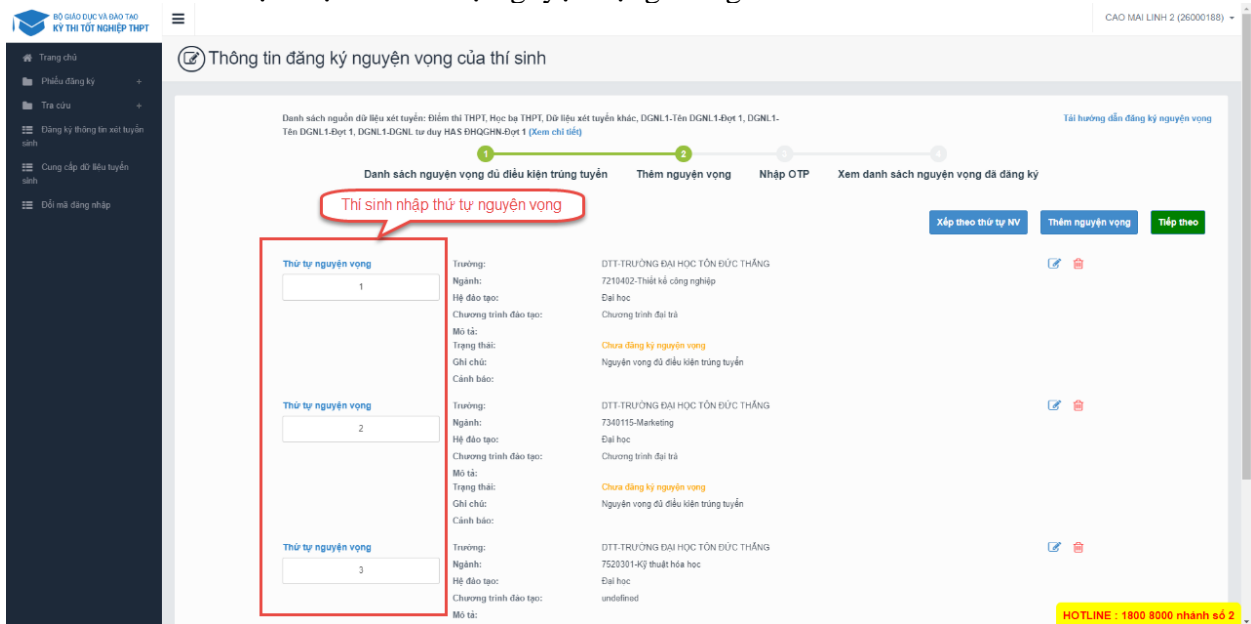 BỘ GIÁO DỤC VÀ ĐÀO TẠO
KỲ THI TỐT NGHIỆP THPT
CAO MAI LINH 2 (26000188)
Trang chủ
Phiếu đăng ký +
Tra cứu +
Đăng ký thông tin xét tuyển sinh
Cung cấp dữ liệu tuyển sinh
Đổi mã đăng nhập
Thông tin đăng ký nguyện vọng của thí sinh
Danh sách nguồn dữ liệu xét tuyển: Điểm thi THPT, Học bạ THPT, Dữ liệu xét tuyển khác, DGNL1-Tên DGNL1-Đợt 1, DGNL1-
Tên DGNL1-Đợt 1, DGNL1-DGNL tư duy HAS ĐHQGHN-Đợt 1 (Xem chi tiết)
Tải hướng dẫn đăng ký nguyện vọng
1 2 3 4
Danh sách nguyện vọng đủ điều kiện trúng tuyển Thêm nguyện vọng Nhập OTP Xem danh sách nguyện vọng đã đăng ký
Thí sinh nhập thứ tự nguyện vọng
Xếp theo thứ tự NV Thêm nguyện vọng Tiếp theo
Thứ tự nguyện vọng
1
Trường: DTT-TRƯỜNG ĐẠI HỌC TÔN ĐỨC THẮNG
Ngành: 7210402-Thiết kế công nghiệp
Hệ đào tạo: Đại học
Chương trình đào tạo: Chương trình đại trà
Mô tả:
Trạng thái: Chưa đăng ký nguyện vọng
Ghi chú: Nguyện vọng đủ điều kiện trúng tuyển
Cảnh báo:
Thứ tự nguyện vọng
2
Trường: DTT-TRƯỜNG ĐẠI HỌC TÔN ĐỨC THẮNG
Ngành: 7340115-Marketing
Hệ đào tạo: Đại học
Chương trình đào tạo: Chương trình đại trà
Mô tả:
Trạng thái: Chưa đăng ký nguyện vọng
Ghi chú: Nguyện vọng đủ điều kiện trúng tuyển
Cảnh báo:
Thứ tự nguyện vọng
3
Trường: DTT-TRƯỜNG ĐẠI HỌC TÔN ĐỨC THẮNG
Ngành: 7520301-Kỹ thuật hóa học
Hệ đào tạo: Đại học
Chương trình đào tạo: undefined
Mô tả:
HOTLINE : 1800 8000 nhánh số 2